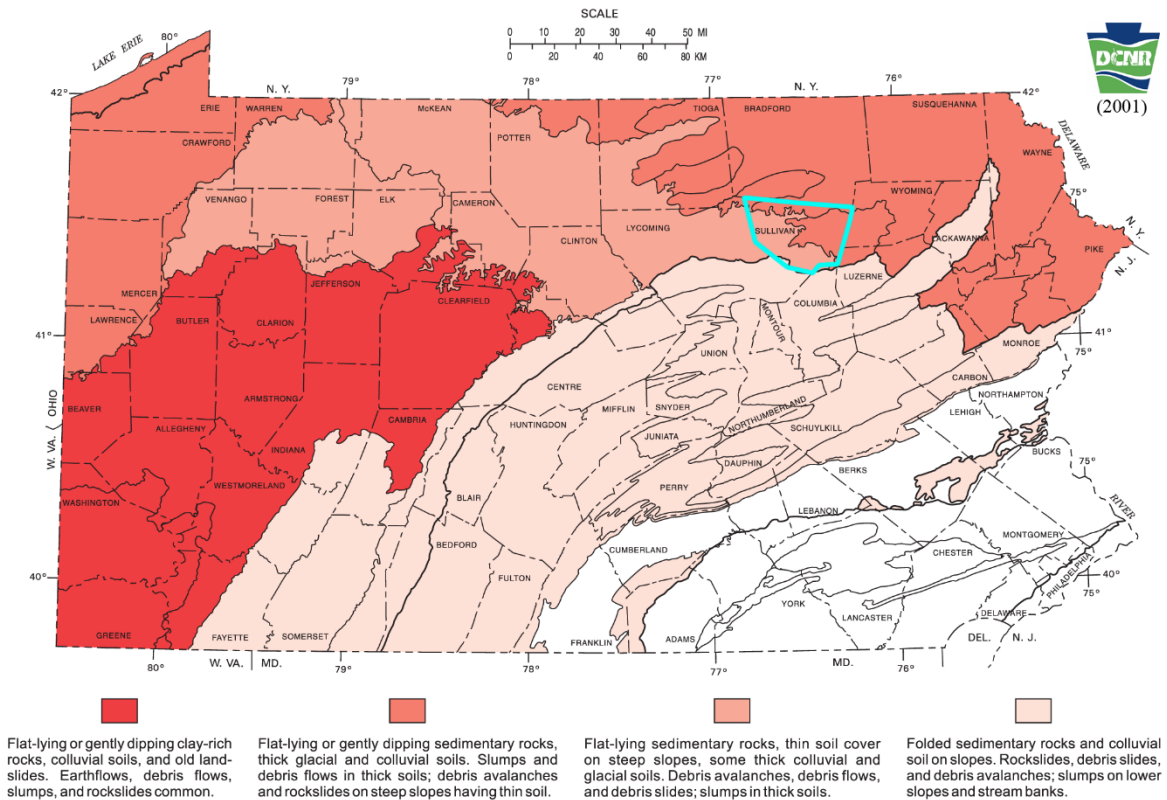 SCALE
0 10 20 30 40 50 MI
0 20 40 60 80 KM
DCNR
(2001)
LAKE ERIE
80°
79°
78°
77°
76°
42°
N. Y.
N. Y.
42°
ERIE
WARREN
McKEAN
POTTER
TIOGA
BRADFORD
SUSQUEHANNA
DELAWARE
CRAWFORD
WAYNE
75°
VENANGO
FOREST
ELK
CAMERON
WYOMING
N. Y.
N. J.
CLINTON
LYCOMING
SULLIVAN
LACKAWANNA
PIKE
MERCER
JEFFERSON
CLEARFIELD
LUZERNE
COLUMBIA
LAWRENCE
BUTLER
CLARION
MONTOUR
41°
41°
75°
MONROE
UNION
CENTRE
CARBON
BEAVER
ARMSTRONG
MIFFLIN
SNYDER
NORTHUMBERLAND
NORTHAMPTON
LEHIGH
W. VA.
OHIO
ALLEGHENY
CAMBRIA
HUNTINGDON
SCHUYLKILL
INDIANA
JUNIATA
BUCKS
DAUPHIN
BERKS
75°
WASHINGTON
WESTMORELAND
BLAIR
PERRY
LEBANON
RIVER
BEDFORD
CUMBERLAND
MONTGOMERY
CHESTER
40°
FULTON
PHILADELPHIA
40°
75°
YORK
LANCASTER
DELAWARE
GREENE
FAYETTE
SOMERSET
FRANKLIN
ADAMS
DEL.
N. J.
80°
W. VA.
MD.
79°
78°
77°
MD.
76°
Flat-lying or gently dipping clay-rich
rocks, colluvial soils, and old land-
slides. Earthflows, debris flows,
slumps, and rockslides common.
Flat-lying or gently dipping sedimentary rocks,
thick glacial and colluvial soils. Slumps and
debris flows in thick soils; debris avalanches
and rockslides on steep slopes having thin soil.
Flat-lying sedimentary rocks, thin soil cover
on steep slopes, some thick colluvial and
glacial soils. Debris avalanches, debris flows,
and debris slides; slumps in thick soils.
Folded sedimentary rocks and colluvial
soil on slopes. Rockslides, debris slides,
and debris avalanches; slumps on lower
slopes and stream banks.